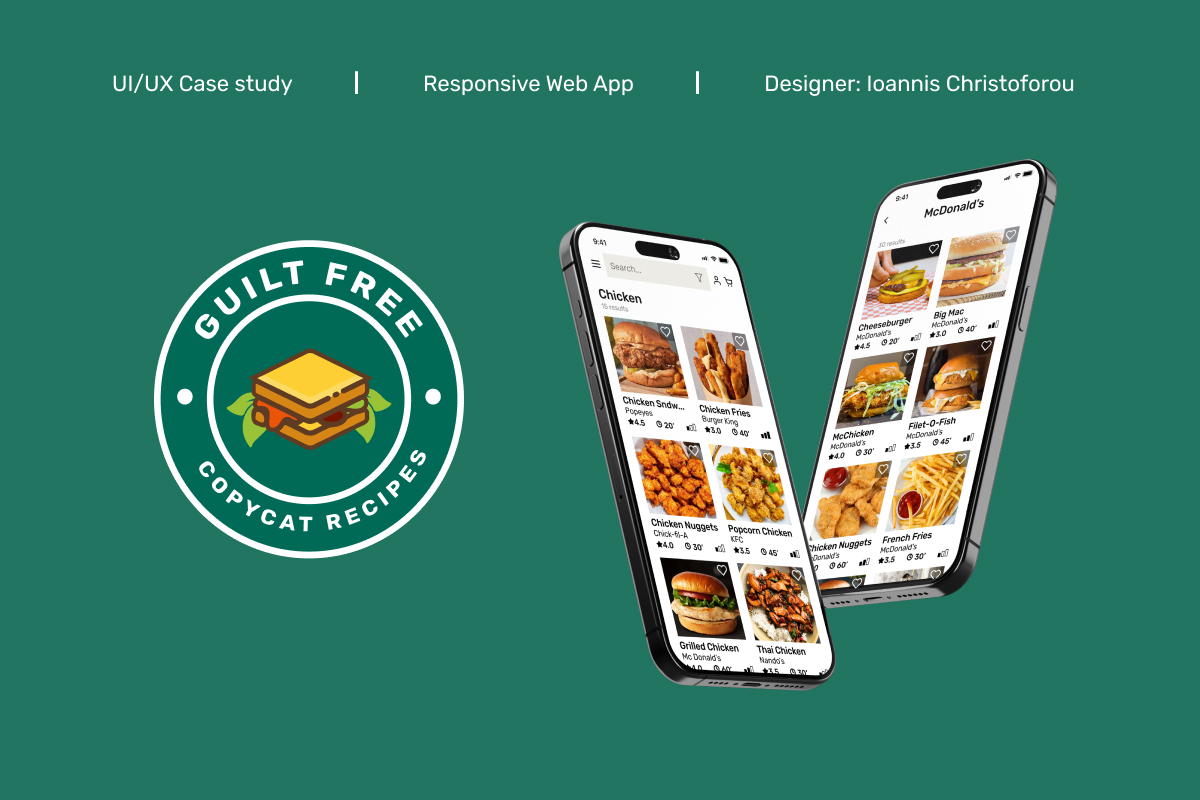 UI/UX Case study
Responsive Web App
Designer: Ioannis Christoforou
GUILT FREE
COPYCAT RECIPES
9:41
Search...
Chicken
15 results
Chicken Sndw...
Popeyes
4.5 20'
Chicken Fries
Burger King
3.0 40'
Chicken Nuggets
Chick-fil-A
4.0 30'
Popcorn Chicken
KFC
3.5 45'
Grilled Chicken
Mc Donald's
4.0 60'
Thai Chicken
Nando's
3.5 30'
9:41
McDonald's
30 results
Cheeseburger
McDonald's
4.5 20'
Big Mac
McDonald's
3.0 40'
McChicken
McDonald's
4.0 30'
Filet-O-Fish
McDonald's
3.5 45'
Chicken Nuggets
McDonald's
60'
French Fries
McDonald's
3.5 30'